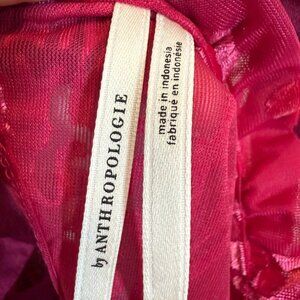 by ANTHROPOLOGIE
made in indonesia
fabriqué en indonésie